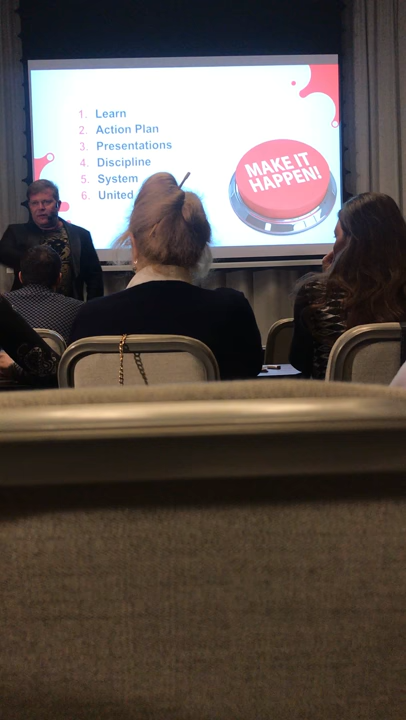 1. Learn
2. Action Plan
3. Presentations
4. Discipline
5. System
6. United
MAKE IT
HAPPEN!